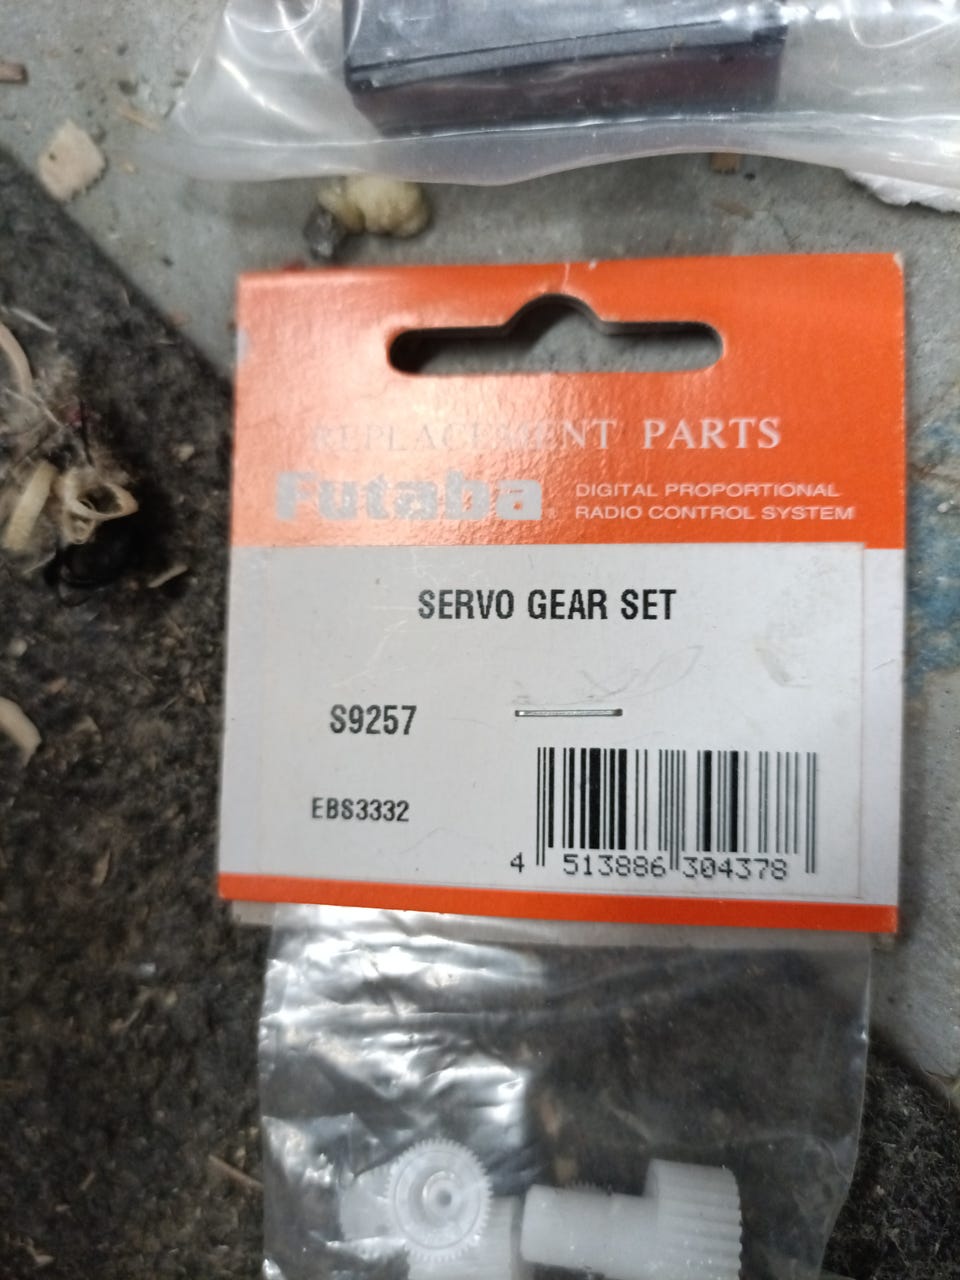 REPLACEMENT PARTS
Futaba®
DIGITAL PROPORTIONAL
RADIO CONTROL SYSTEM
SERVO GEAR SET
S9257
EBS3332
4 513886 304378